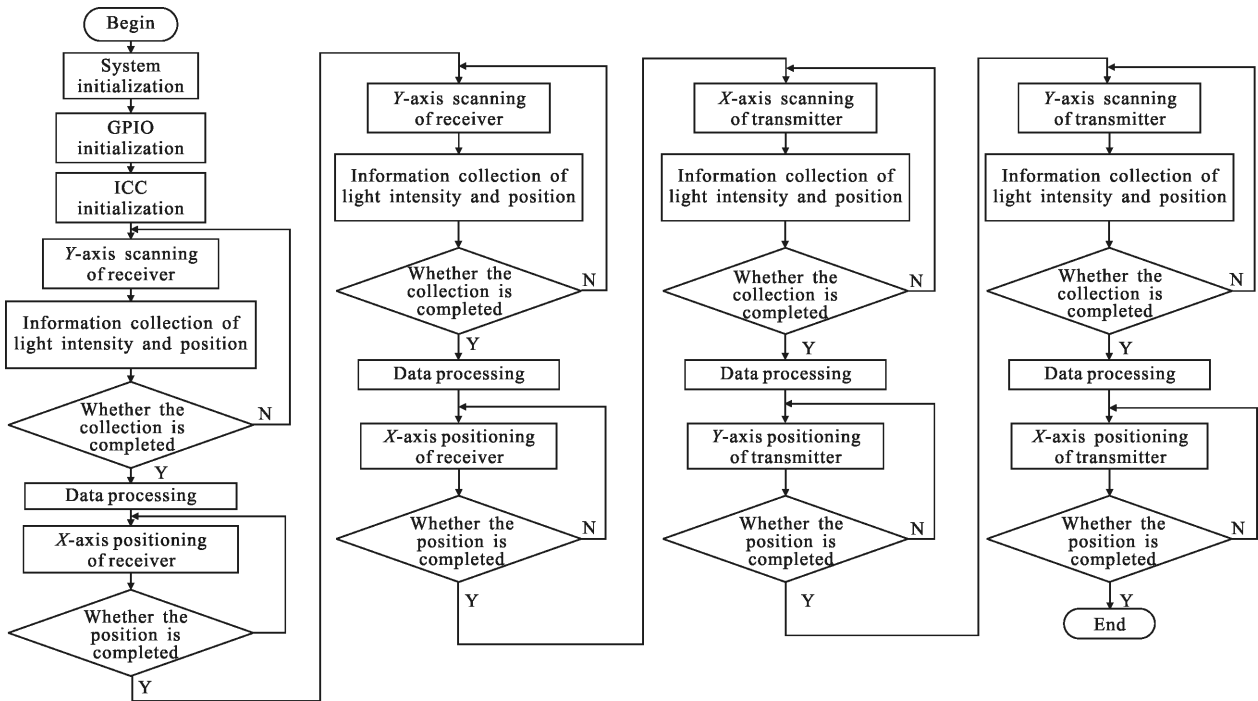 Begin
System
initialization
GPIO
initialization
ICC
initialization
Y-axis scanning
of receiver
Information collection of
light intensity and position
Whether the
collection is
completed
N
Y
Data processing
X-axis positioning
of receiver
Whether the
position is
completed
Y
Y-axis scanning
of receiver
Information collection of
light intensity and position
Whether the
collection is
completed
N
Y
Data processing
X-axis positioning
of receiver
Whether the
position is
completed
N
Y
X-axis scanning
of transmitter
Information collection of
light intensity and position
Whether the
collection is
completed
N
Y
Data processing
Y-axis positioning
of transmitter
Whether the
position is
completed
N
Y
Y-axis scanning
of transmitter
Information collection of
light intensity and position
Whether the
collection is
completed
N
Y
Data processing
X-axis positioning
of transmitter
Whether the
position is
completed
N
Y
End